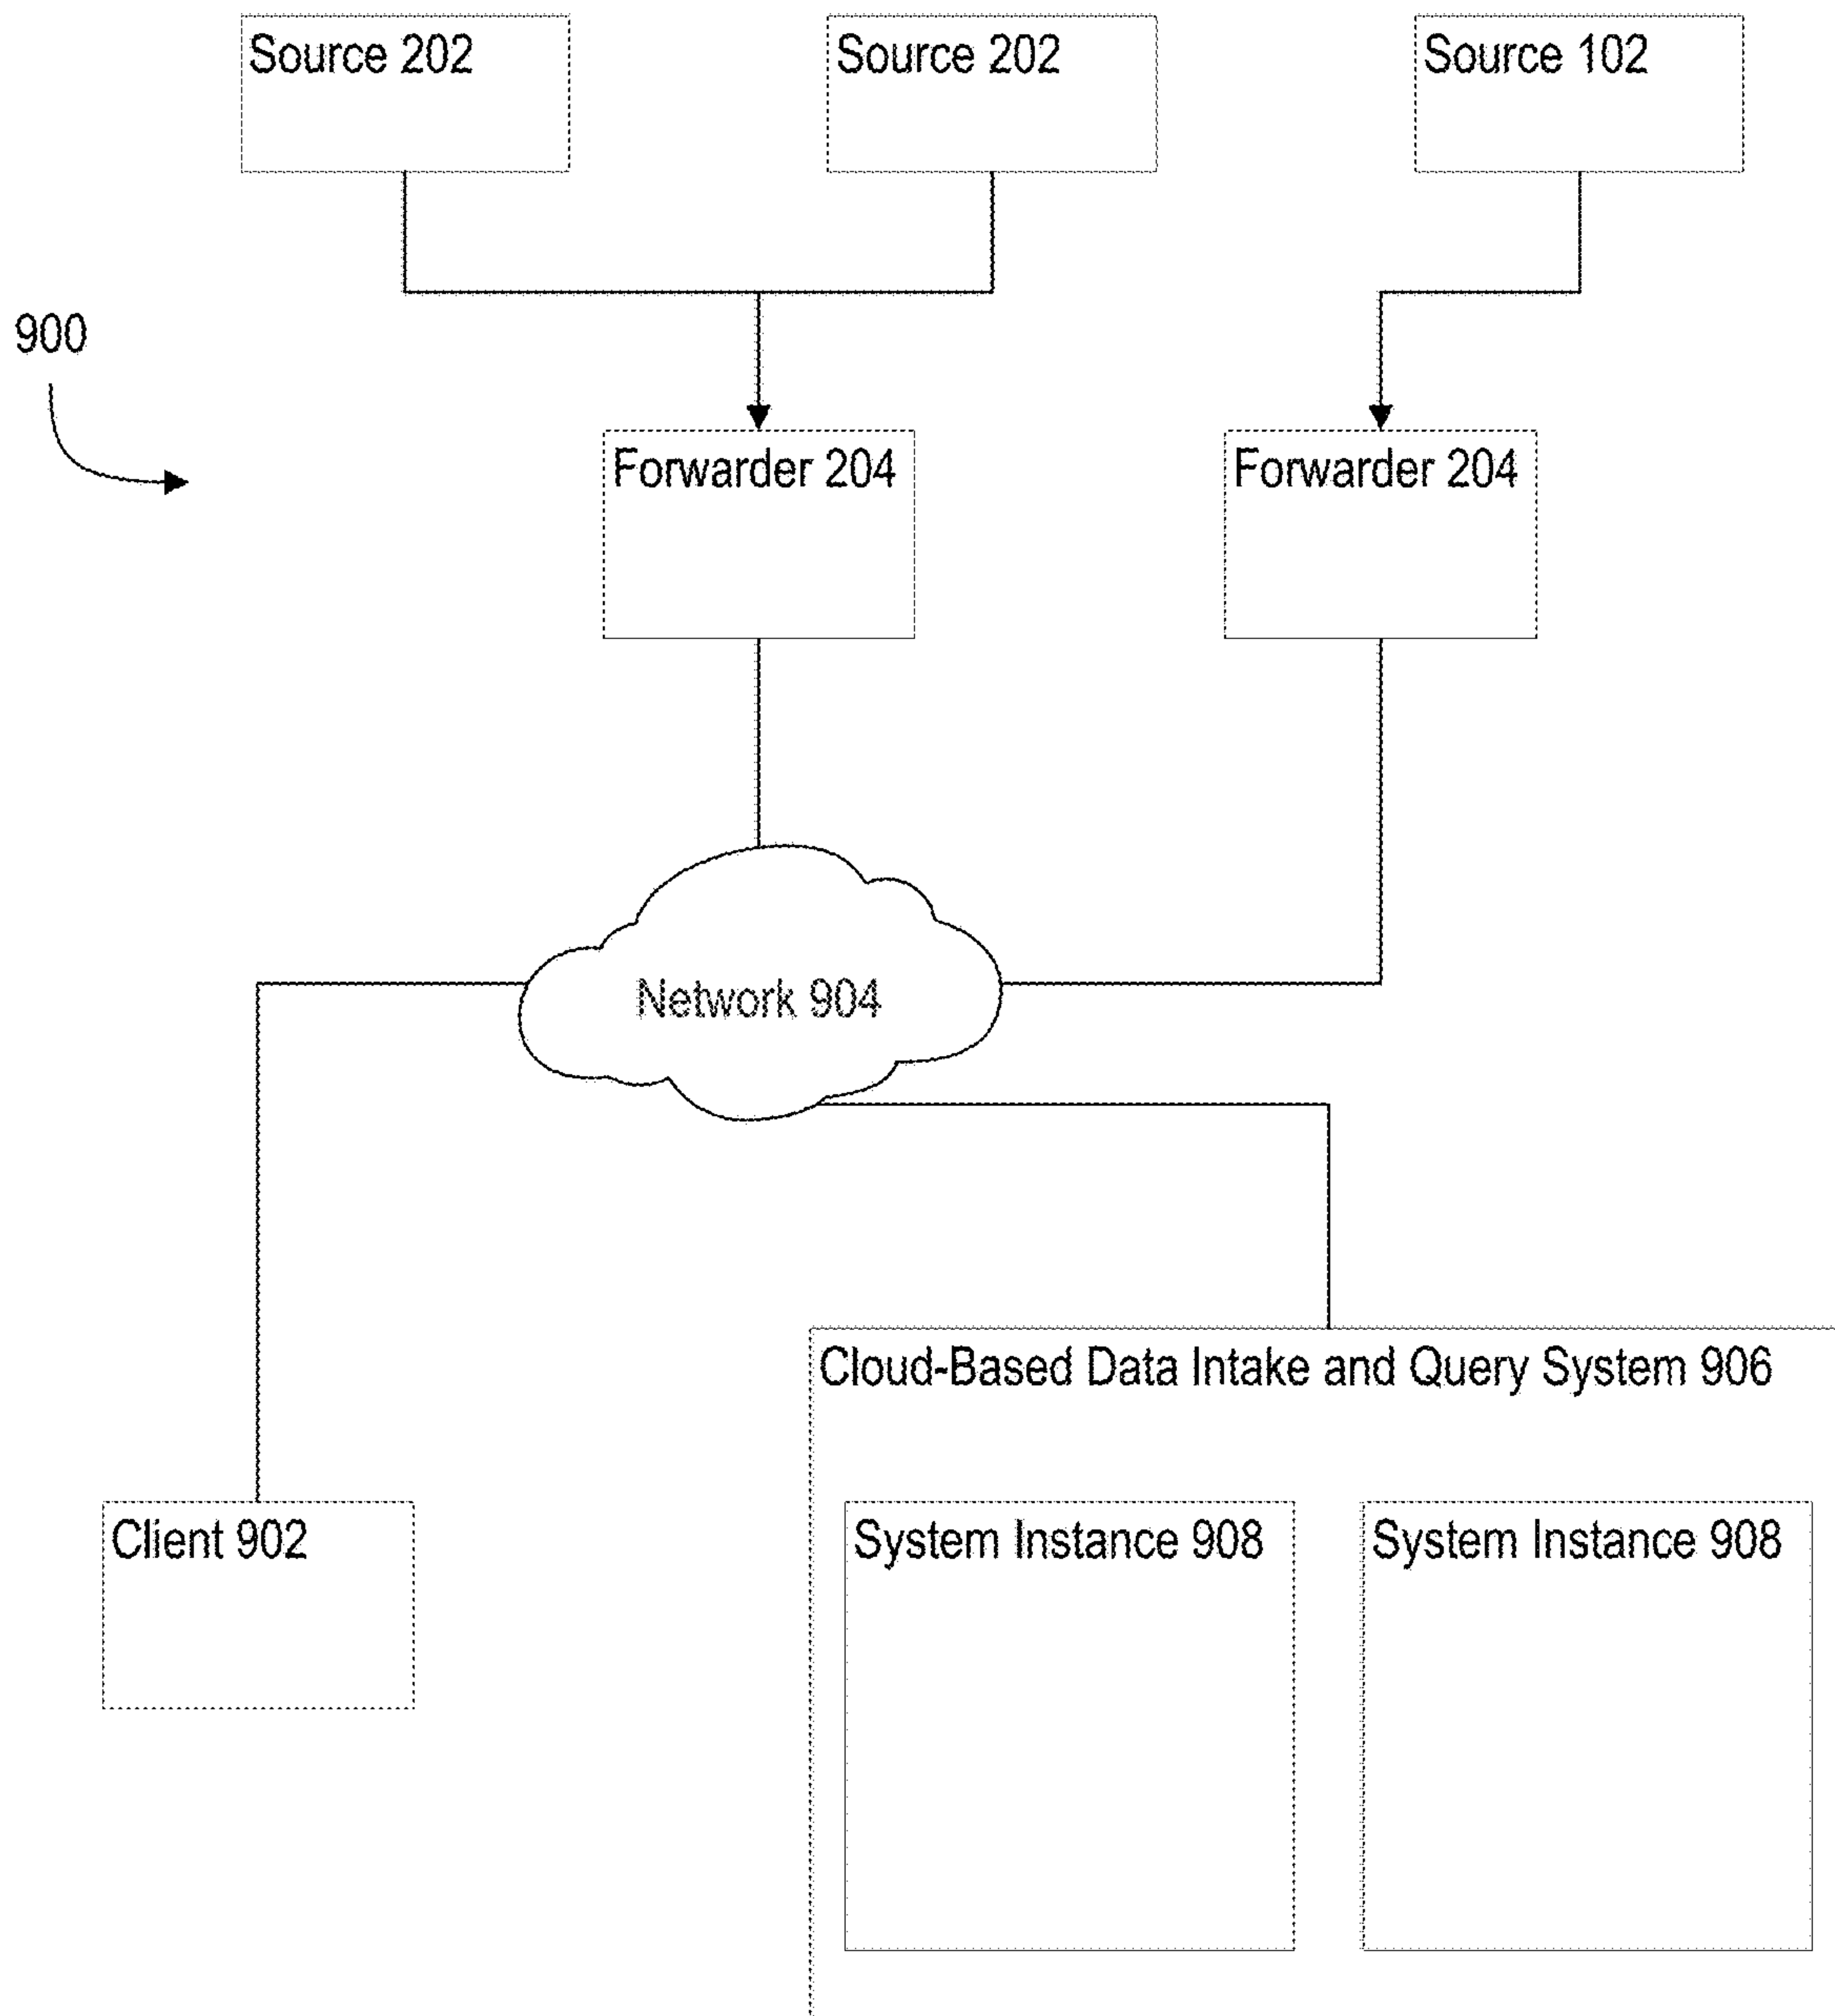 Source 202
Source 202
Source 102
900
Forwarder 204
Forwarder 204
Network 904
Cloud-Based Data Intake and Query System 906
Client 902
System Instance 908
System Instance 908